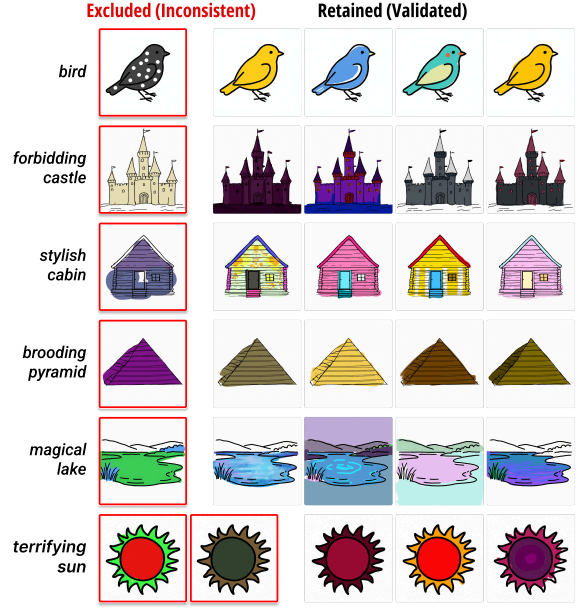 Excluded (Inconsistent) Retained (Validated)
bird
forbidding
castle
stylish
cabin
brooding
pyramid
magical
lake
terrifying
sun